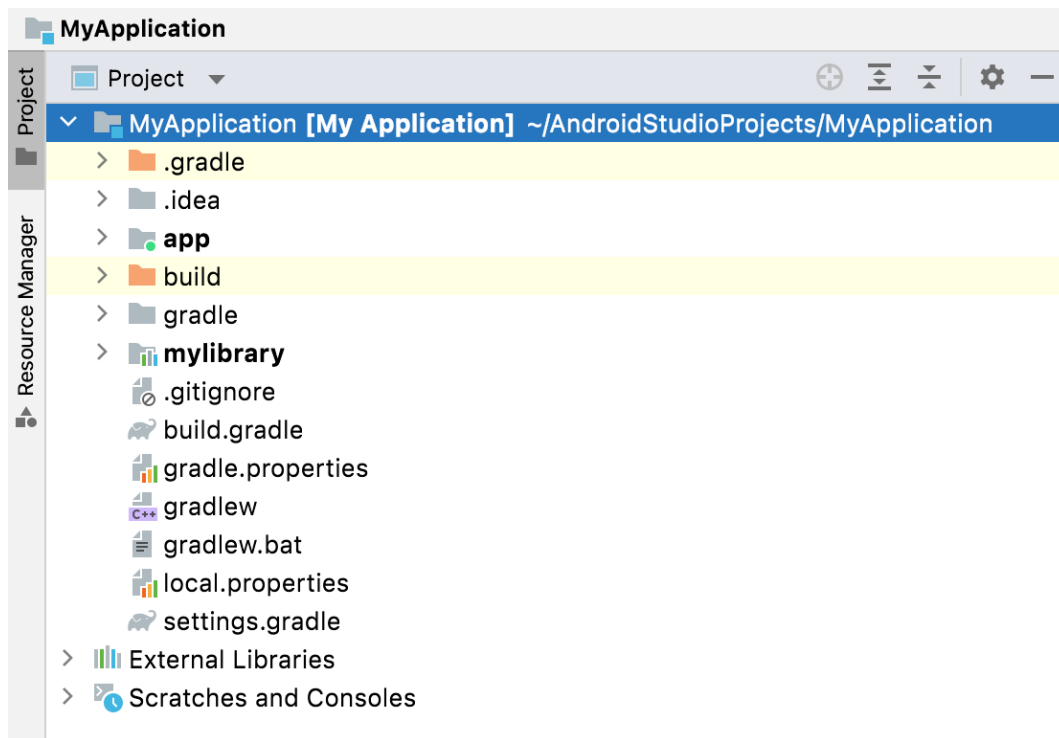 MyApplication
Project
Resource Manager
Project
MyApplication [My Application] ~/AndroidStudioProjects/MyApplication
.gradle
.idea
app
build
gradle
mylibrary
.gitignore
build.gradle
gradle.properties
C++ gradlew
gradlew.bat
local.properties
settings.gradle
External Libraries
Scratches and Consoles